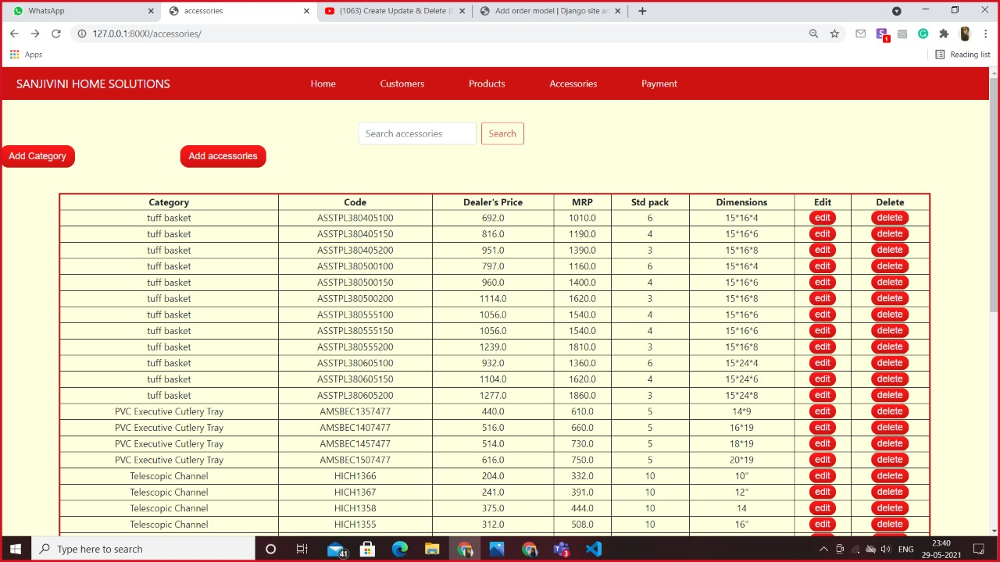 WhatsApp
accessories
(1063) Create Update & Delete (
Add order model | Django site a
127.0.0.1:8000/accessories/
1
Apps
Reading list
SANJIVINI HOME SOLUTIONS Home Customers Products Accessories Payment
Search accessories Search
Add Category Add accessories
Category Code Dealer's Price MRP Std pack Dimensions Edit Delete
tuff basket ASSTPL380405100 692.0 1010.0 6 15*16*4 edit delete
tuff basket ASSTPL380405150 816.0 1190.0 4 15*16*6 edit delete
tuff basket ASSTPL380405200 951.0 1390.0 3 15*16*8 edit delete
tuff basket ASSTPL380500100 797.0 1160.0 6 15*16*4 edit delete
tuff basket ASSTPL380500150 960.0 1400.0 4 15*16*6 edit delete
tuff basket ASSTPL380500200 1114.0 1620.0 3 15*16*8 edit delete
tuff basket ASSTPL380555100 1056.0 1540.0 4 15*16*6 edit delete
tuff basket ASSTPL380555150 1056.0 1540.0 4 15*16*6 edit delete
tuff basket ASSTPL380555200 1239.0 1810.0 3 15*16*8 edit delete
tuff basket ASSTPL380605100 932.0 1360.0 6 15*24*4 edit delete
tuff basket ASSTPL380605150 1104.0 1620.0 4 15*24*6 edit delete
tuff basket ASSTPL380605200 1277.0 1860.0 3 15*24*8 edit delete
PVC Executive Cutlery Tray AMSBEC1357477 440.0 610.0 5 14*9 edit delete
PVC Executive Cutlery Tray AMSBEC1407477 516.0 660.0 5 16*19 edit delete
PVC Executive Cutlery Tray AMSBEC1457477 514.0 730.0 5 18*19 edit delete
PVC Executive Cutlery Tray AMSBEC1507477 616.0 750.0 5 20*19 edit delete
Telescopic Channel HICH1366 204.0 332.0 10 10" edit delete
Telescopic Channel HICH1367 241.0 391.0 10 12" edit delete
Telescopic Channel HICH1358 375.0 444.0 10 14 edit delete
Telescopic Channel HICH1355 312.0 508.0 10 16" edit delete
Type here to search
41
3
ENG
23:40
29-05-2021